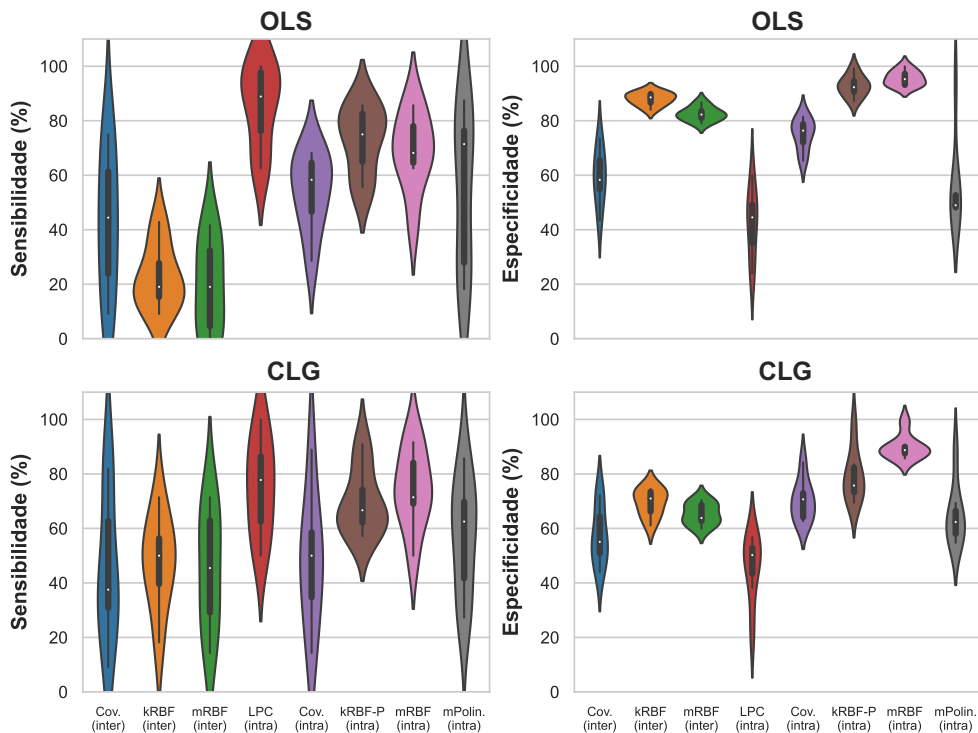 OLS
OLS
Sensibilidade (%)
100
80
60
40
20
0
Especificidade (%)
100
80
60
40
20
0
CLG
CLG
Sensibilidade (%)
100
80
60
40
20
0
Cov.
(inter)
kRBF
(inter)
mRBF
(inter)
LPC
(intra)
Cov.
(intra)
kRBF-P
(intra)
mRBF
(intra)
mPolin.
(intra)
Especificidade (%)
100
80
60
40
20
0
Cov.
(inter)
kRBF
(inter)
mRBF
(inter)
LPC
(intra)
Cov.
(intra)
kRBF-P
(intra)
mRBF
(intra)
mPolin.
(intra)